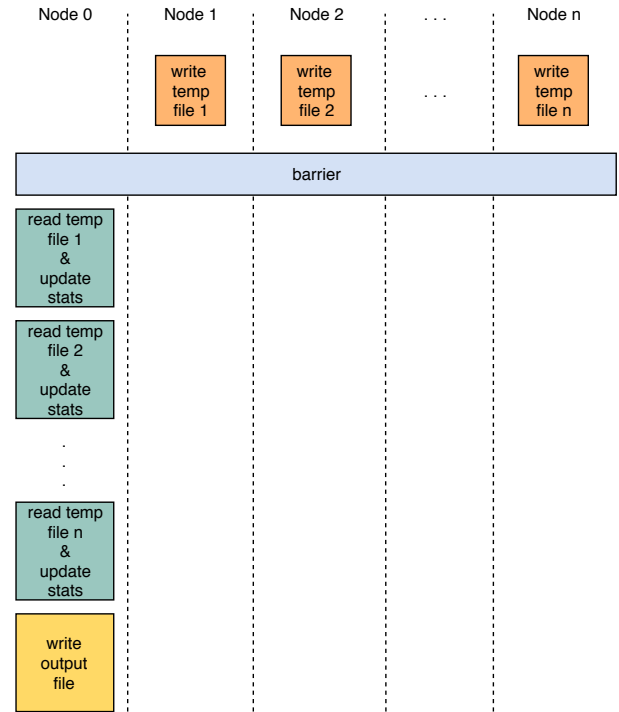 Node 0 Node 1 Node 2 . . . Node n
write
temp
file 1
write
temp
file 2
. . .
write
temp
file n
barrier
read temp
file 1
&
update
stats
read temp
file 2
&
update
stats
.
.
.
read temp
file n
&
update
stats
write
output
file